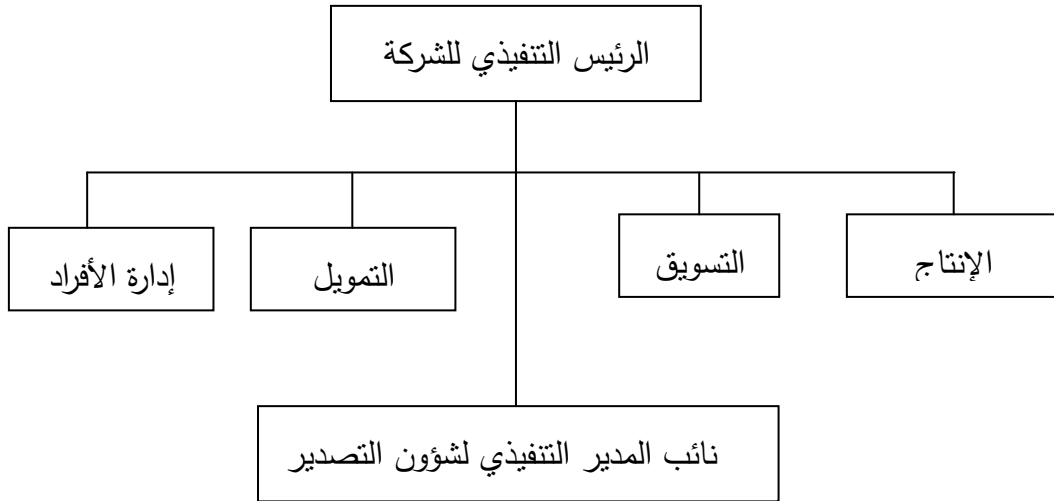 الرئيس التنفيذي للشركة
الإنتاج
التسويق
التمويل
إدارة الأفراد
نائب المدير التنفيذي لشؤون التصدير